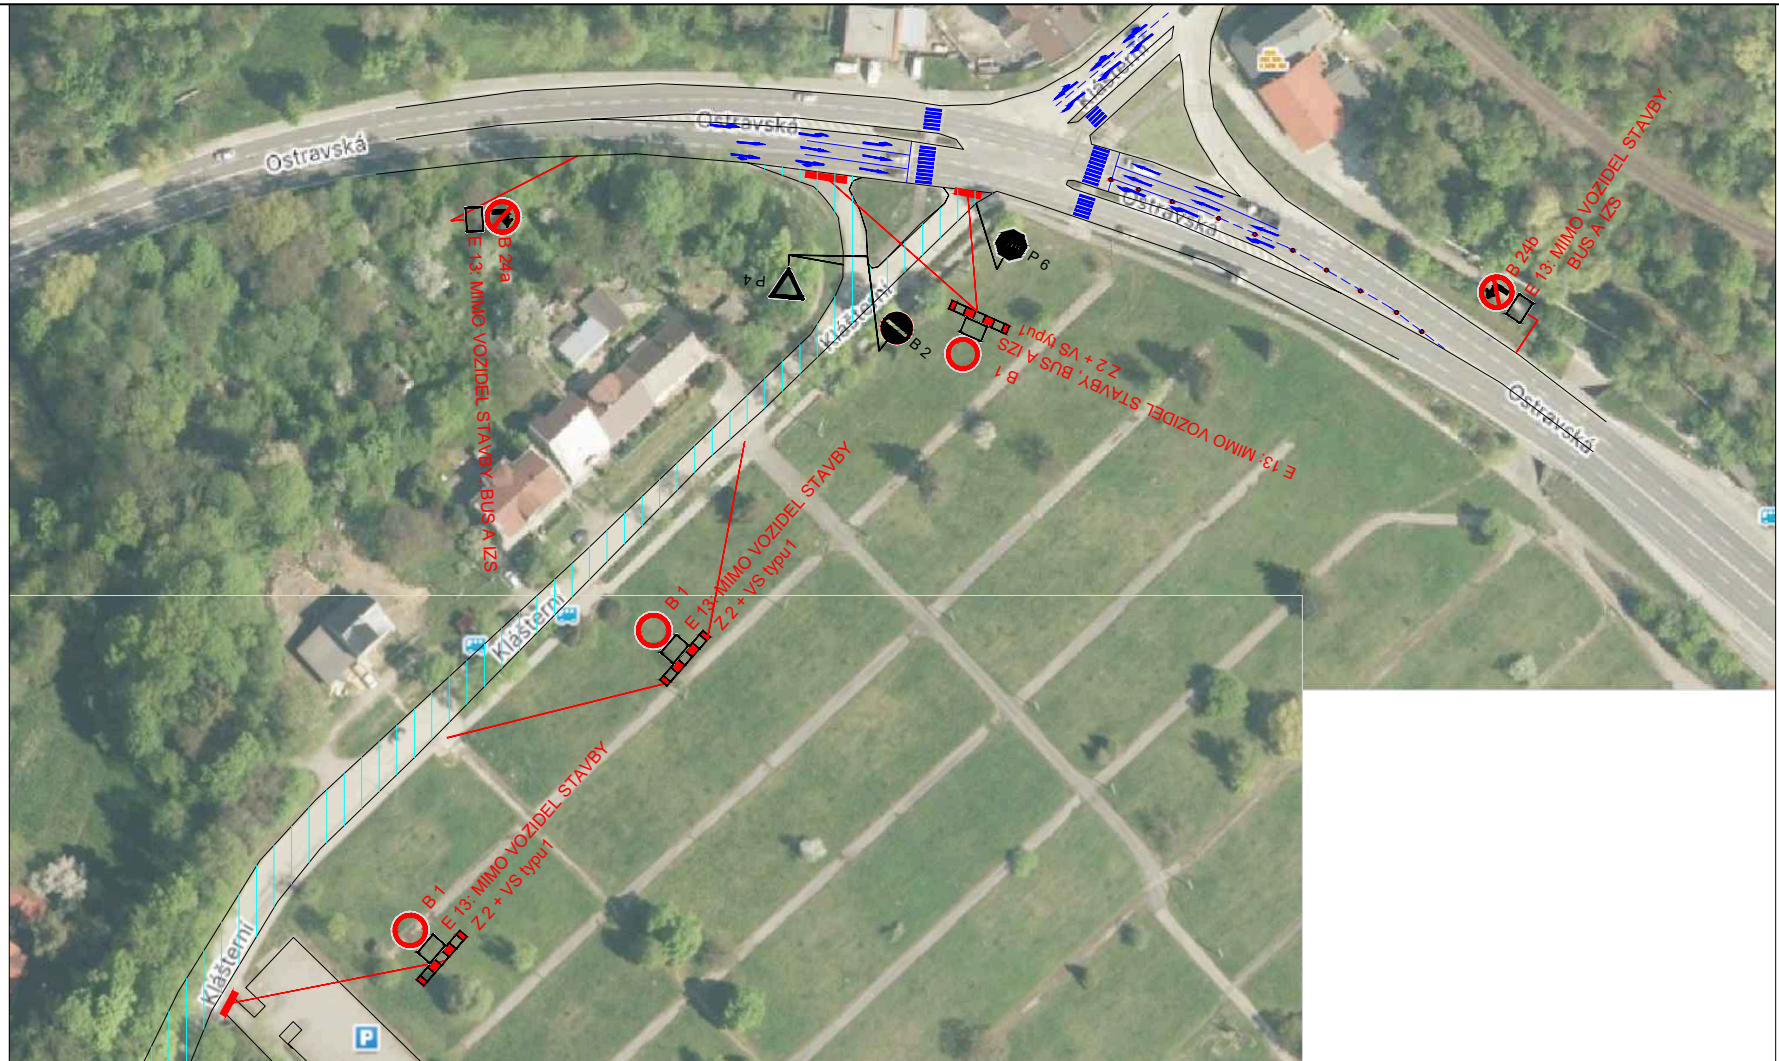 Ostravská
Ostravská
Klášterní
Ostravská
Ostravská
B 24a
E 13: MIMO VOZIDEL STAVBY, BUS A IZS
B 24b
E 13: MIMO VOZIDEL STAVBY,
BUS A IZS
P 4
P 6
B 2
Klášterní
B 1
E 13: MIMO VOZIDEL STAVBY, BUS A IZS
Z 2 + VS typu1
B 1
E 13: MIMO VOZIDEL STAVBY
Z 2 + VS typu1
Klášterní
B 1
E 13: MIMO VOZIDEL STAVBY
Z 2 + VS typu1
Klášterní
P